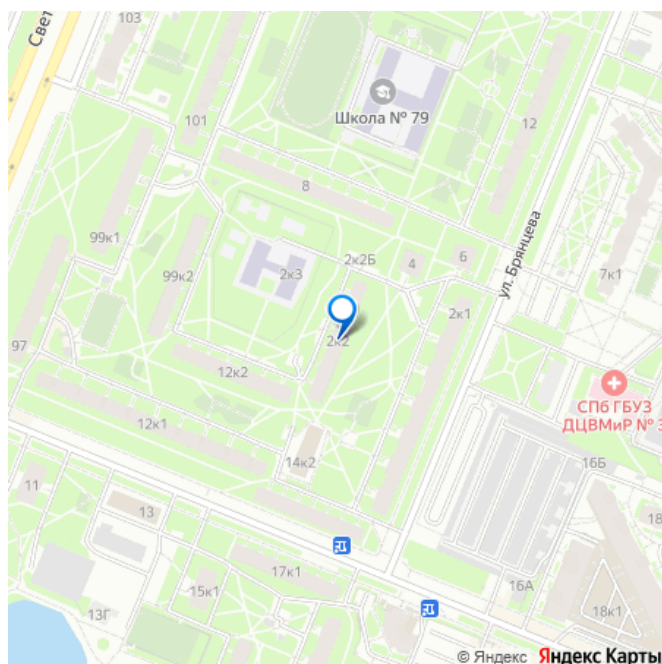 103
Свет
101
Школа № 79
12
8
99к1
99к2
2к3
2к2Б
4
6
ул. Брянцева
7к1
2к1
2к2
97
12к2
12к1
СПб ГБУЗ
ДЦВМиР № 3
14к2
16Б
11
13
18
17к1
15к1
16А
13Г
18к1
© Яндекс Яндекс Карты